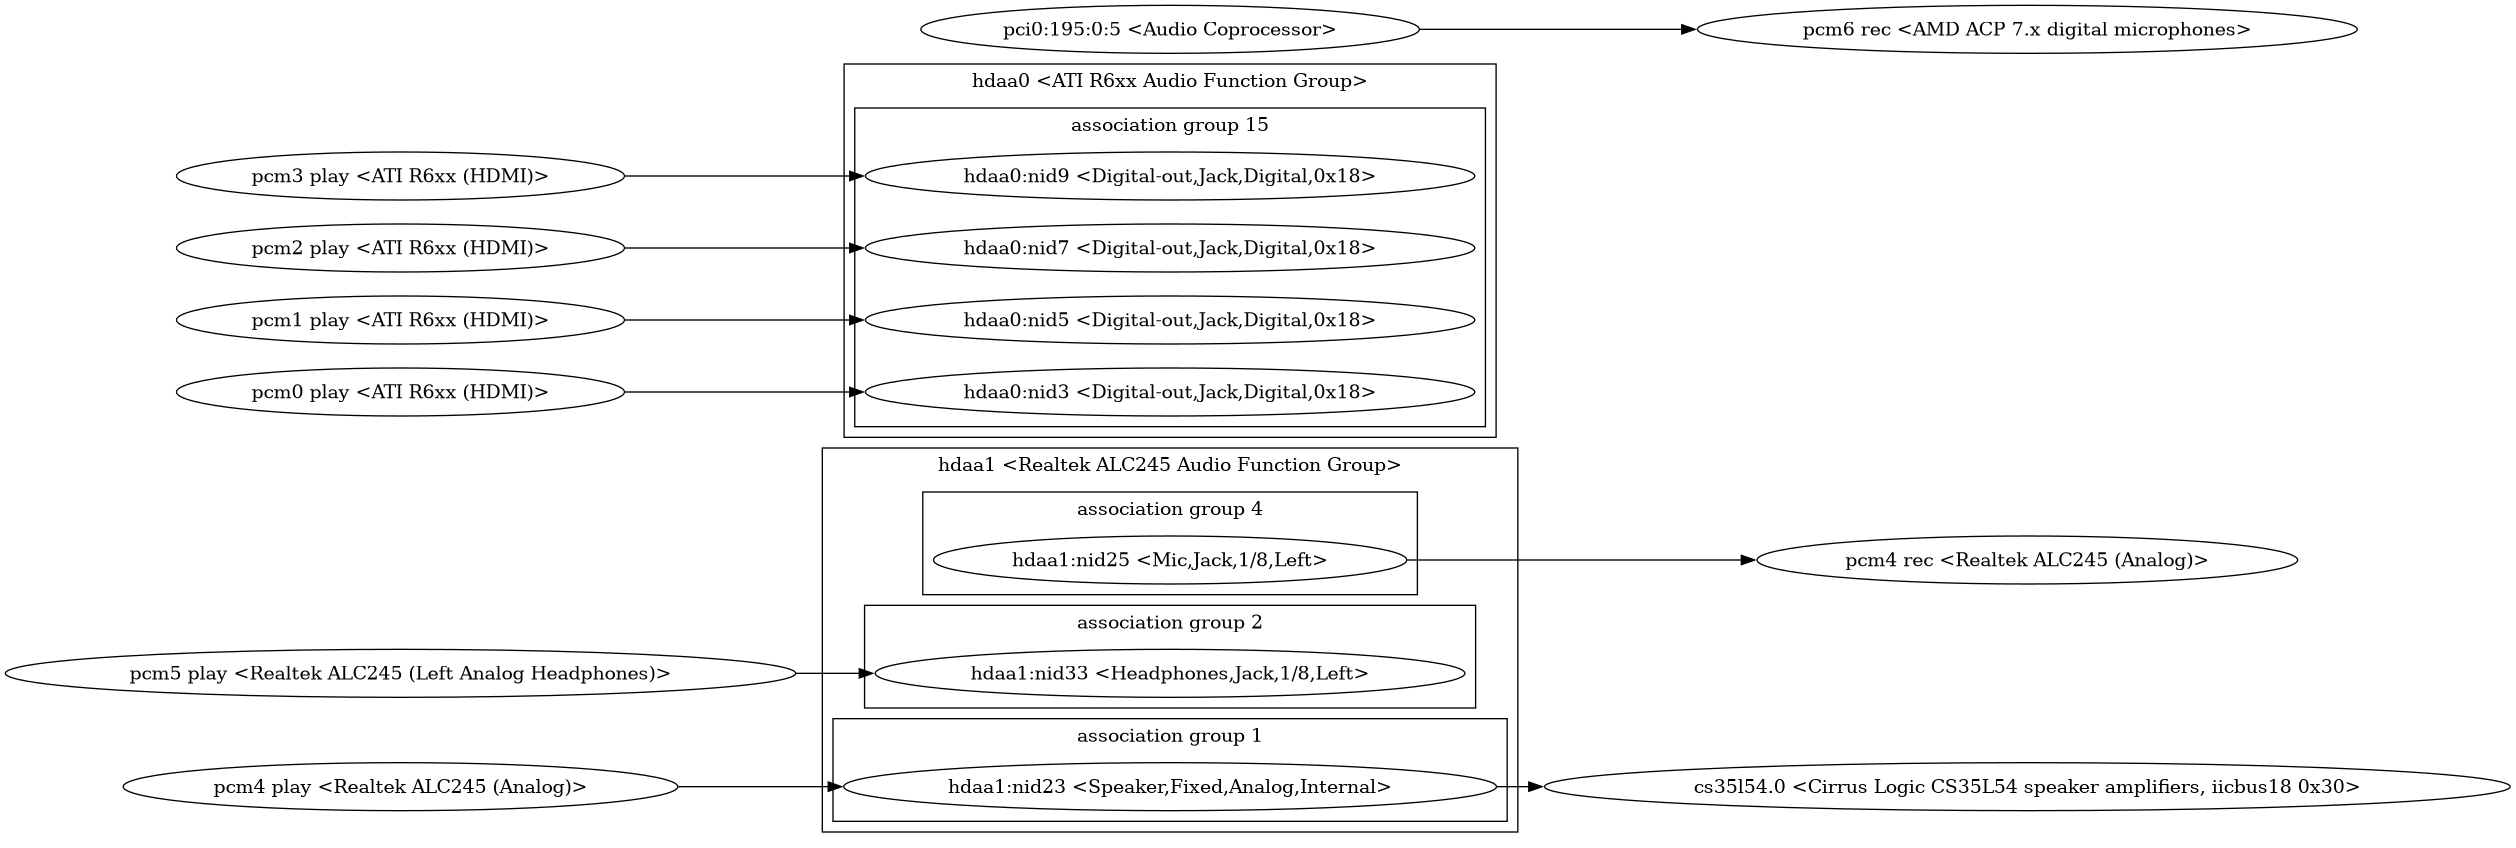 pci0:195:0:5 <Audio Coprocessor>
pcm6 rec <AMD ACP 7.x digital microphones>
hdaa0 <ATI R6xx Audio Function Group>
association group 15
pcm3 play <ATI R6xx (HDMI)>
hdaa0:nid9 <Digital-out,Jack,Digital,0x18>
pcm2 play <ATI R6xx (HDMI)>
hdaa0:nid7 <Digital-out,Jack,Digital,0x18>
pcm1 play <ATI R6xx (HDMI)>
hdaa0:nid5 <Digital-out,Jack,Digital,0x18>
pcm0 play <ATI R6xx (HDMI)>
hdaa0:nid3 <Digital-out,Jack,Digital,0x18>
hdaa1 <Realtek ALC245 Audio Function Group>
association group 4
hdaa1:nid25 <Mic,Jack,1/8,Left>
pcm4 rec <Realtek ALC245 (Analog)>
association group 2
pcm5 play <Realtek ALC245 (Left Analog Headphones)>
hdaa1:nid33 <Headphones,Jack,1/8,Left>
association group 1
pcm4 play <Realtek ALC245 (Analog)>
hdaa1:nid23 <Speaker,Fixed,Analog,Internal>
cs35l54.0 <Cirrus Logic CS35L54 speaker amplifiers, iicbus18 0x30>